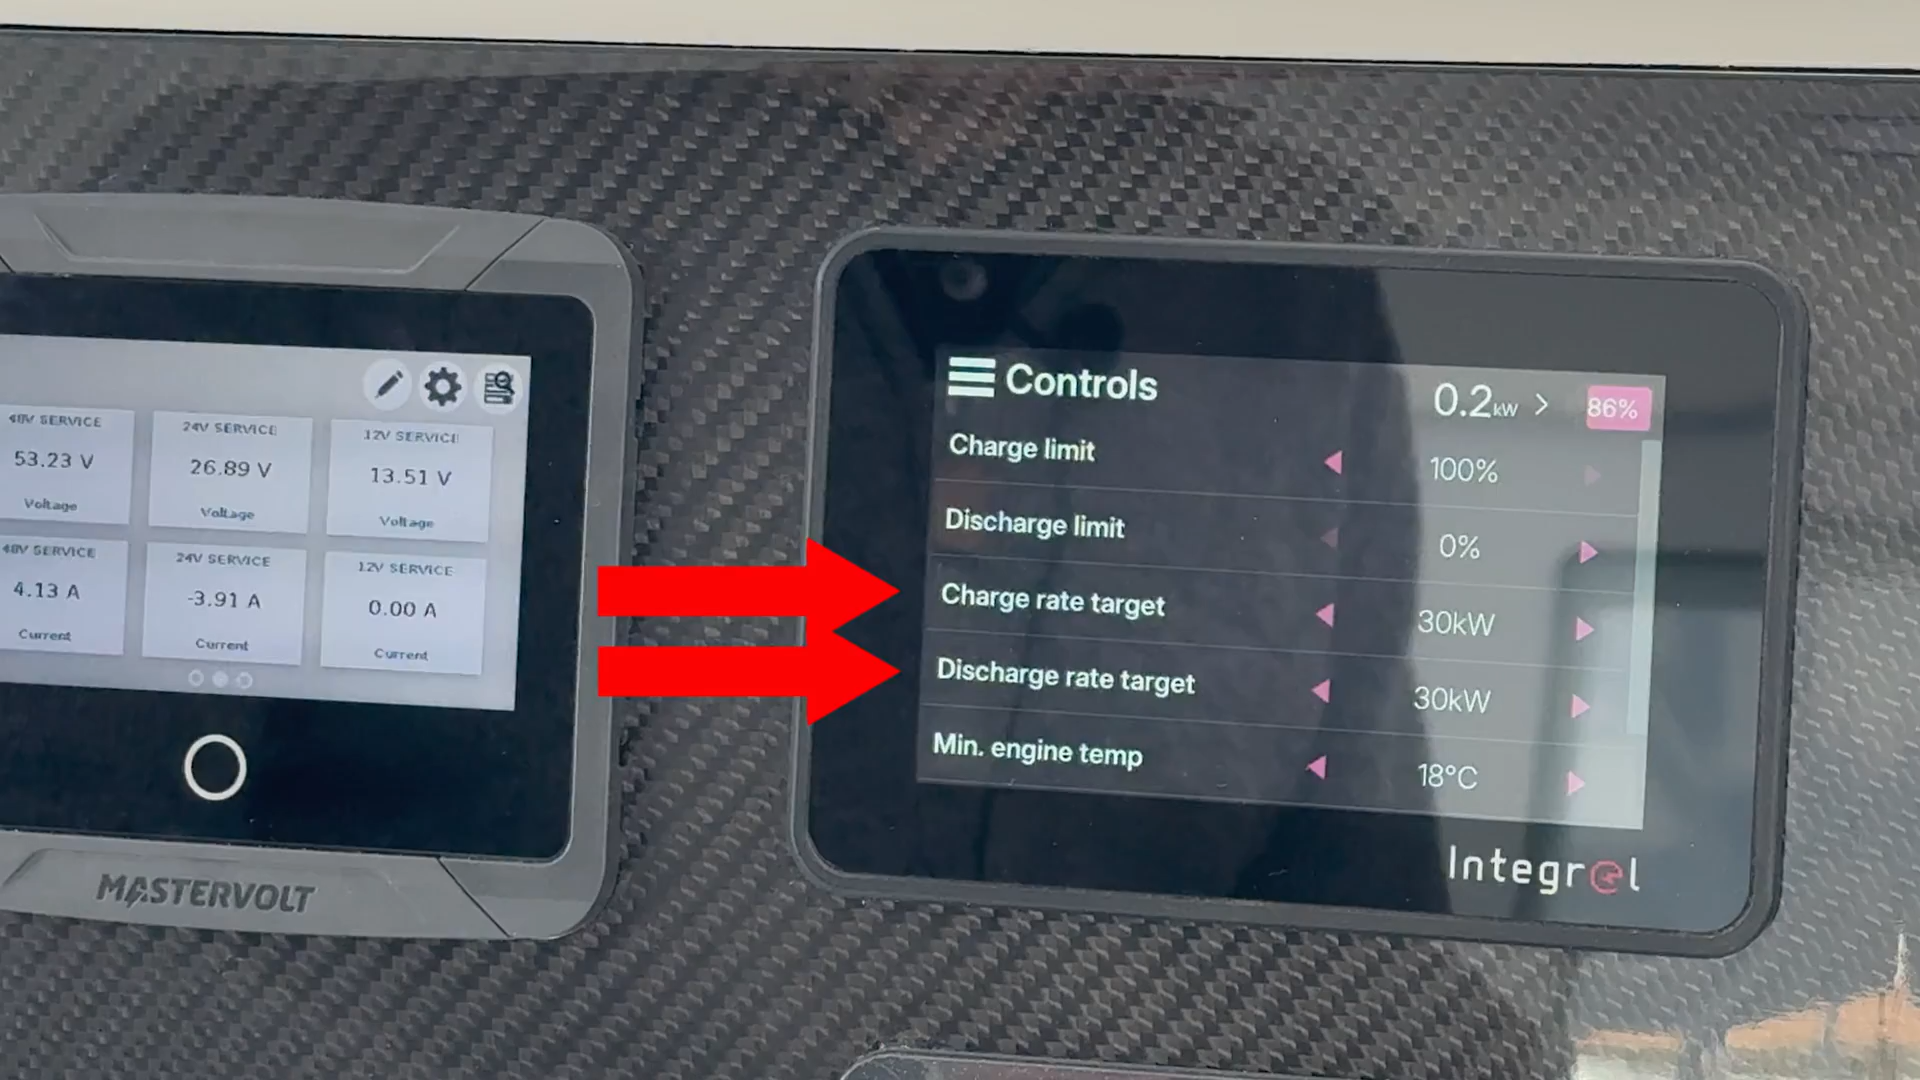 48V SERVICE
53.23 V
Voltage
24V SERVICE
26.89 V
Voltage
12V SERVICE
13.51 V
Voltage
48V SERVICE
4.13 A
Current
24V SERVICE
-3.91 A
Current
12V SERVICE
0.00 A
Current
MASTERVOLT
Controls
0.2kW >
86%
Charge limit
100%
Discharge limit
0%
Charge rate target
30kW
Discharge rate target
30kW
Min. engine temp
18°C
Integrel